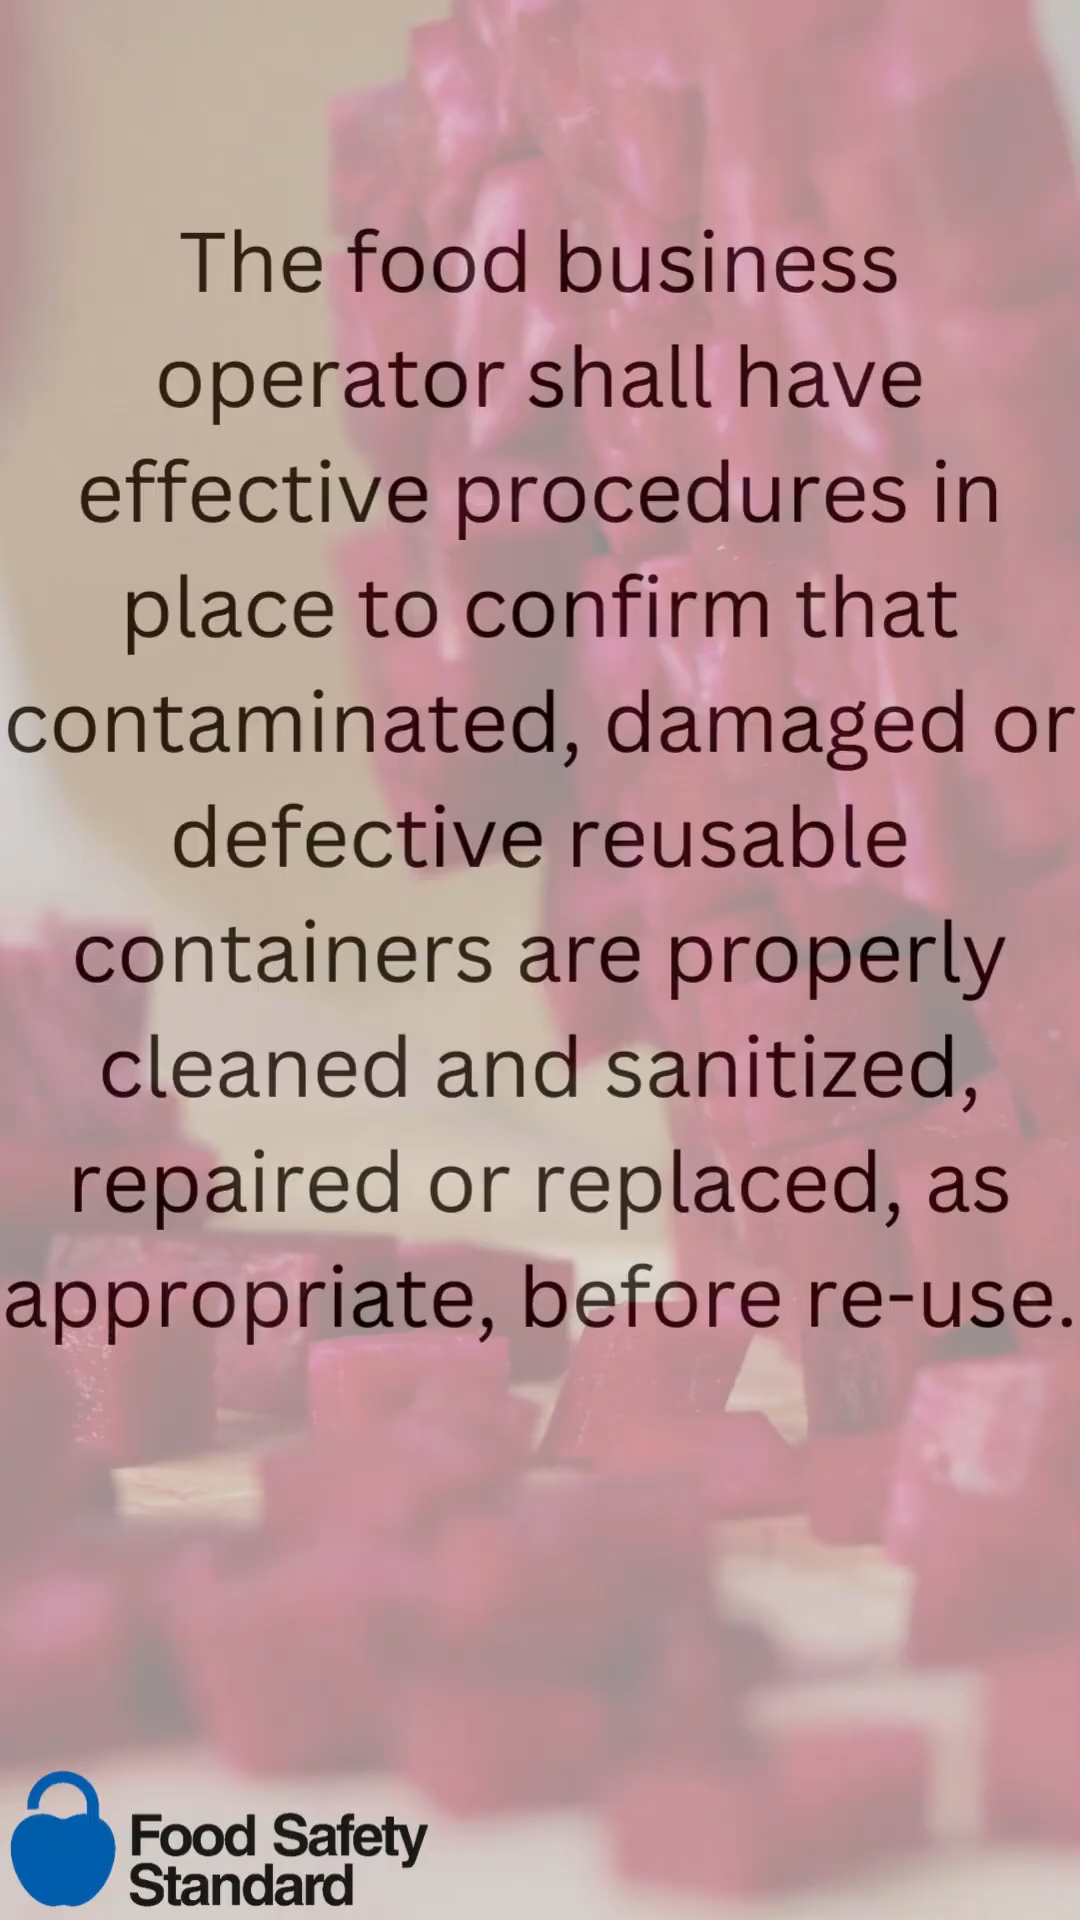 The food business
operator shall have
effective procedures in
place to confirm that
contaminated, damaged or
defective reusable
containers are properly
cleaned and sanitized,
repaired or replaced, as
appropriate, before re-use.
Food Safety
Standard